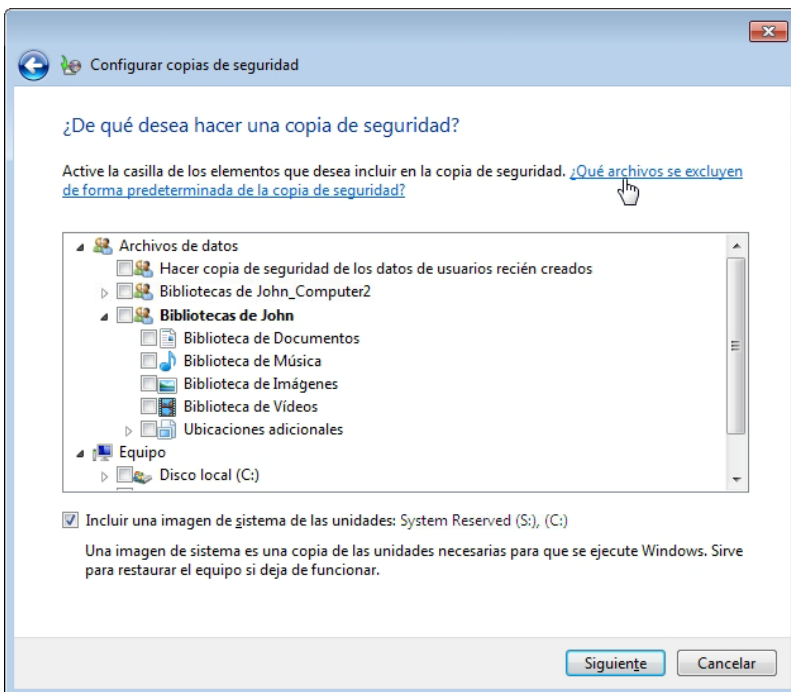 Configurar copias de seguridad
¿De qué desea hacer una copia de seguridad?
Active la casilla de los elementos que desea incluir en la copia de seguridad. ¿Qué archivos se excluyen
de forma predeterminada de la copia de seguridad?
Archivos de datos
Hacer copia de seguridad de los datos de usuarios recién creados
Bibliotecas de John_Computer2
Bibliotecas de John
Biblioteca de Documentos
Biblioteca de Música
Biblioteca de Imágenes
Biblioteca de Vídeos
Ubicaciones adicionales
Equipo
Disco local (C:)
Incluir una imagen de sistema de las unidades: System Reserved (S:), (C:)
Una imagen de sistema es una copia de las unidades necesarias para que se ejecute Windows. Sirve
para restaurar el equipo si deja de funcionar.
Siguiente Cancelar